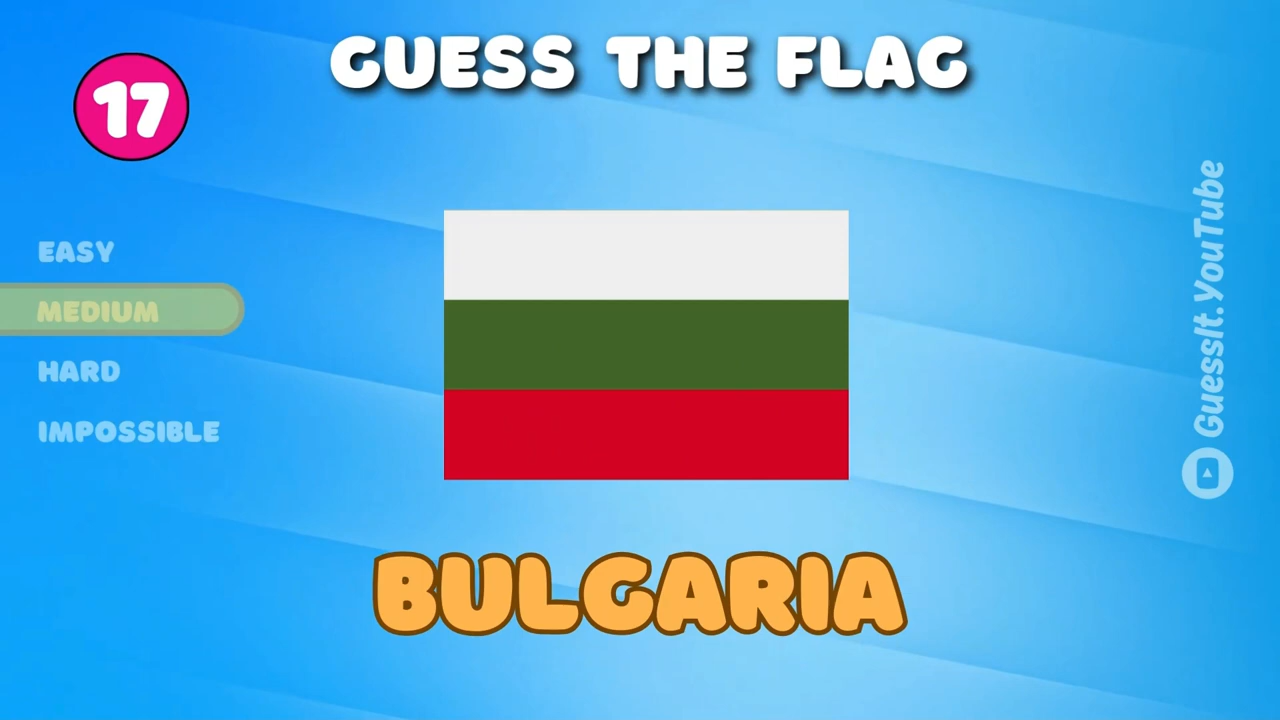 GUESS THE FLAG
17
EASY
MEDIUM
HARD
IMPOSSIBLE
GuessIt.YouTube
BULGARIA